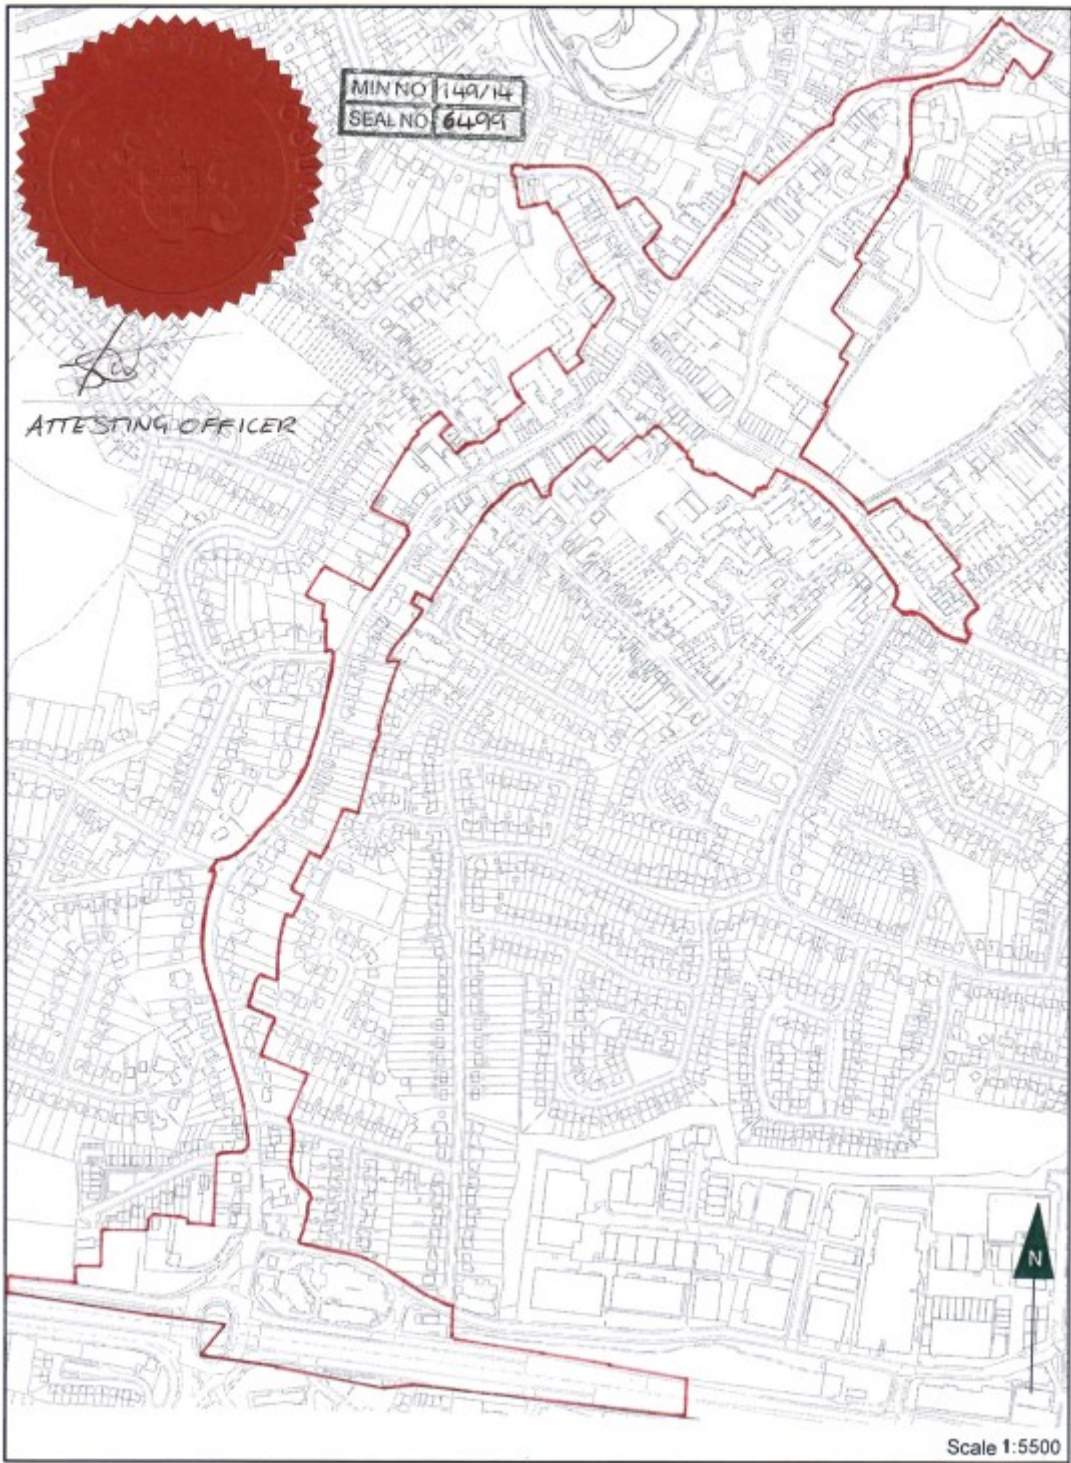 MIN NO 149/14
SEAL NO 6499
ATTESTING OFFICER
N
Scale 1:5500